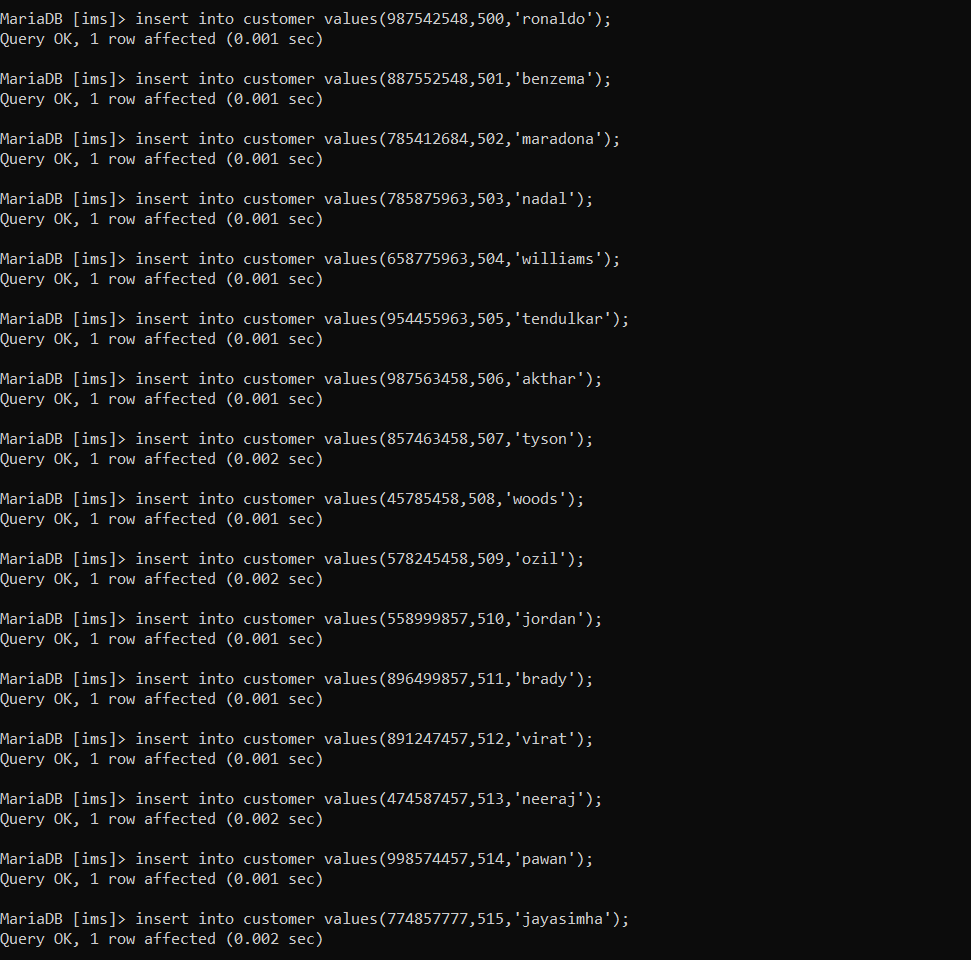 MariaDB [ims]> insert into customer values(987542548,500,'ronaldo');
Query OK, 1 row affected (0.001 sec)
MariaDB [ims]> insert into customer values(887552548,501,'benzema');
Query OK, 1 row affected (0.001 sec)
MariaDB [ims]> insert into customer values(785412684,502,'maradona');
Query OK, 1 row affected (0.001 sec)
MariaDB [ims]> insert into customer values(785875963,503,'nadal');
Query OK, 1 row affected (0.001 sec)
MariaDB [ims]> insert into customer values(658775963,504,'williams');
Query OK, 1 row affected (0.001 sec)
MariaDB [ims]> insert into customer values(954455963,505,'tendulkar');
Query OK, 1 row affected (0.001 sec)
MariaDB [ims]> insert into customer values(987563458,506,'akthar');
Query OK, 1 row affected (0.001 sec)
MariaDB [ims]> insert into customer values(857463458,507,'tyson');
Query OK, 1 row affected (0.002 sec)
MariaDB [ims]> insert into customer values(45785458,508,'woods');
Query OK, 1 row affected (0.001 sec)
MariaDB [ims]> insert into customer values(578245458,509,'ozil');
Query OK, 1 row affected (0.002 sec)
MariaDB [ims]> insert into customer values(558999857,510,'jordan');
Query OK, 1 row affected (0.001 sec)
MariaDB [ims]> insert into customer values(896499857,511,'brady');
Query OK, 1 row affected (0.001 sec)
MariaDB [ims]> insert into customer values(891247457,512,'virat');
Query OK, 1 row affected (0.001 sec)
MariaDB [ims]> insert into customer values(474587457,513,'neeraj');
Query OK, 1 row affected (0.002 sec)
MariaDB [ims]> insert into customer values(998574457,514,'pawan');
Query OK, 1 row affected (0.001 sec)
MariaDB [ims]> insert into customer values(774857777,515,'jayasimha');
Query OK, 1 row affected (0.002 sec)